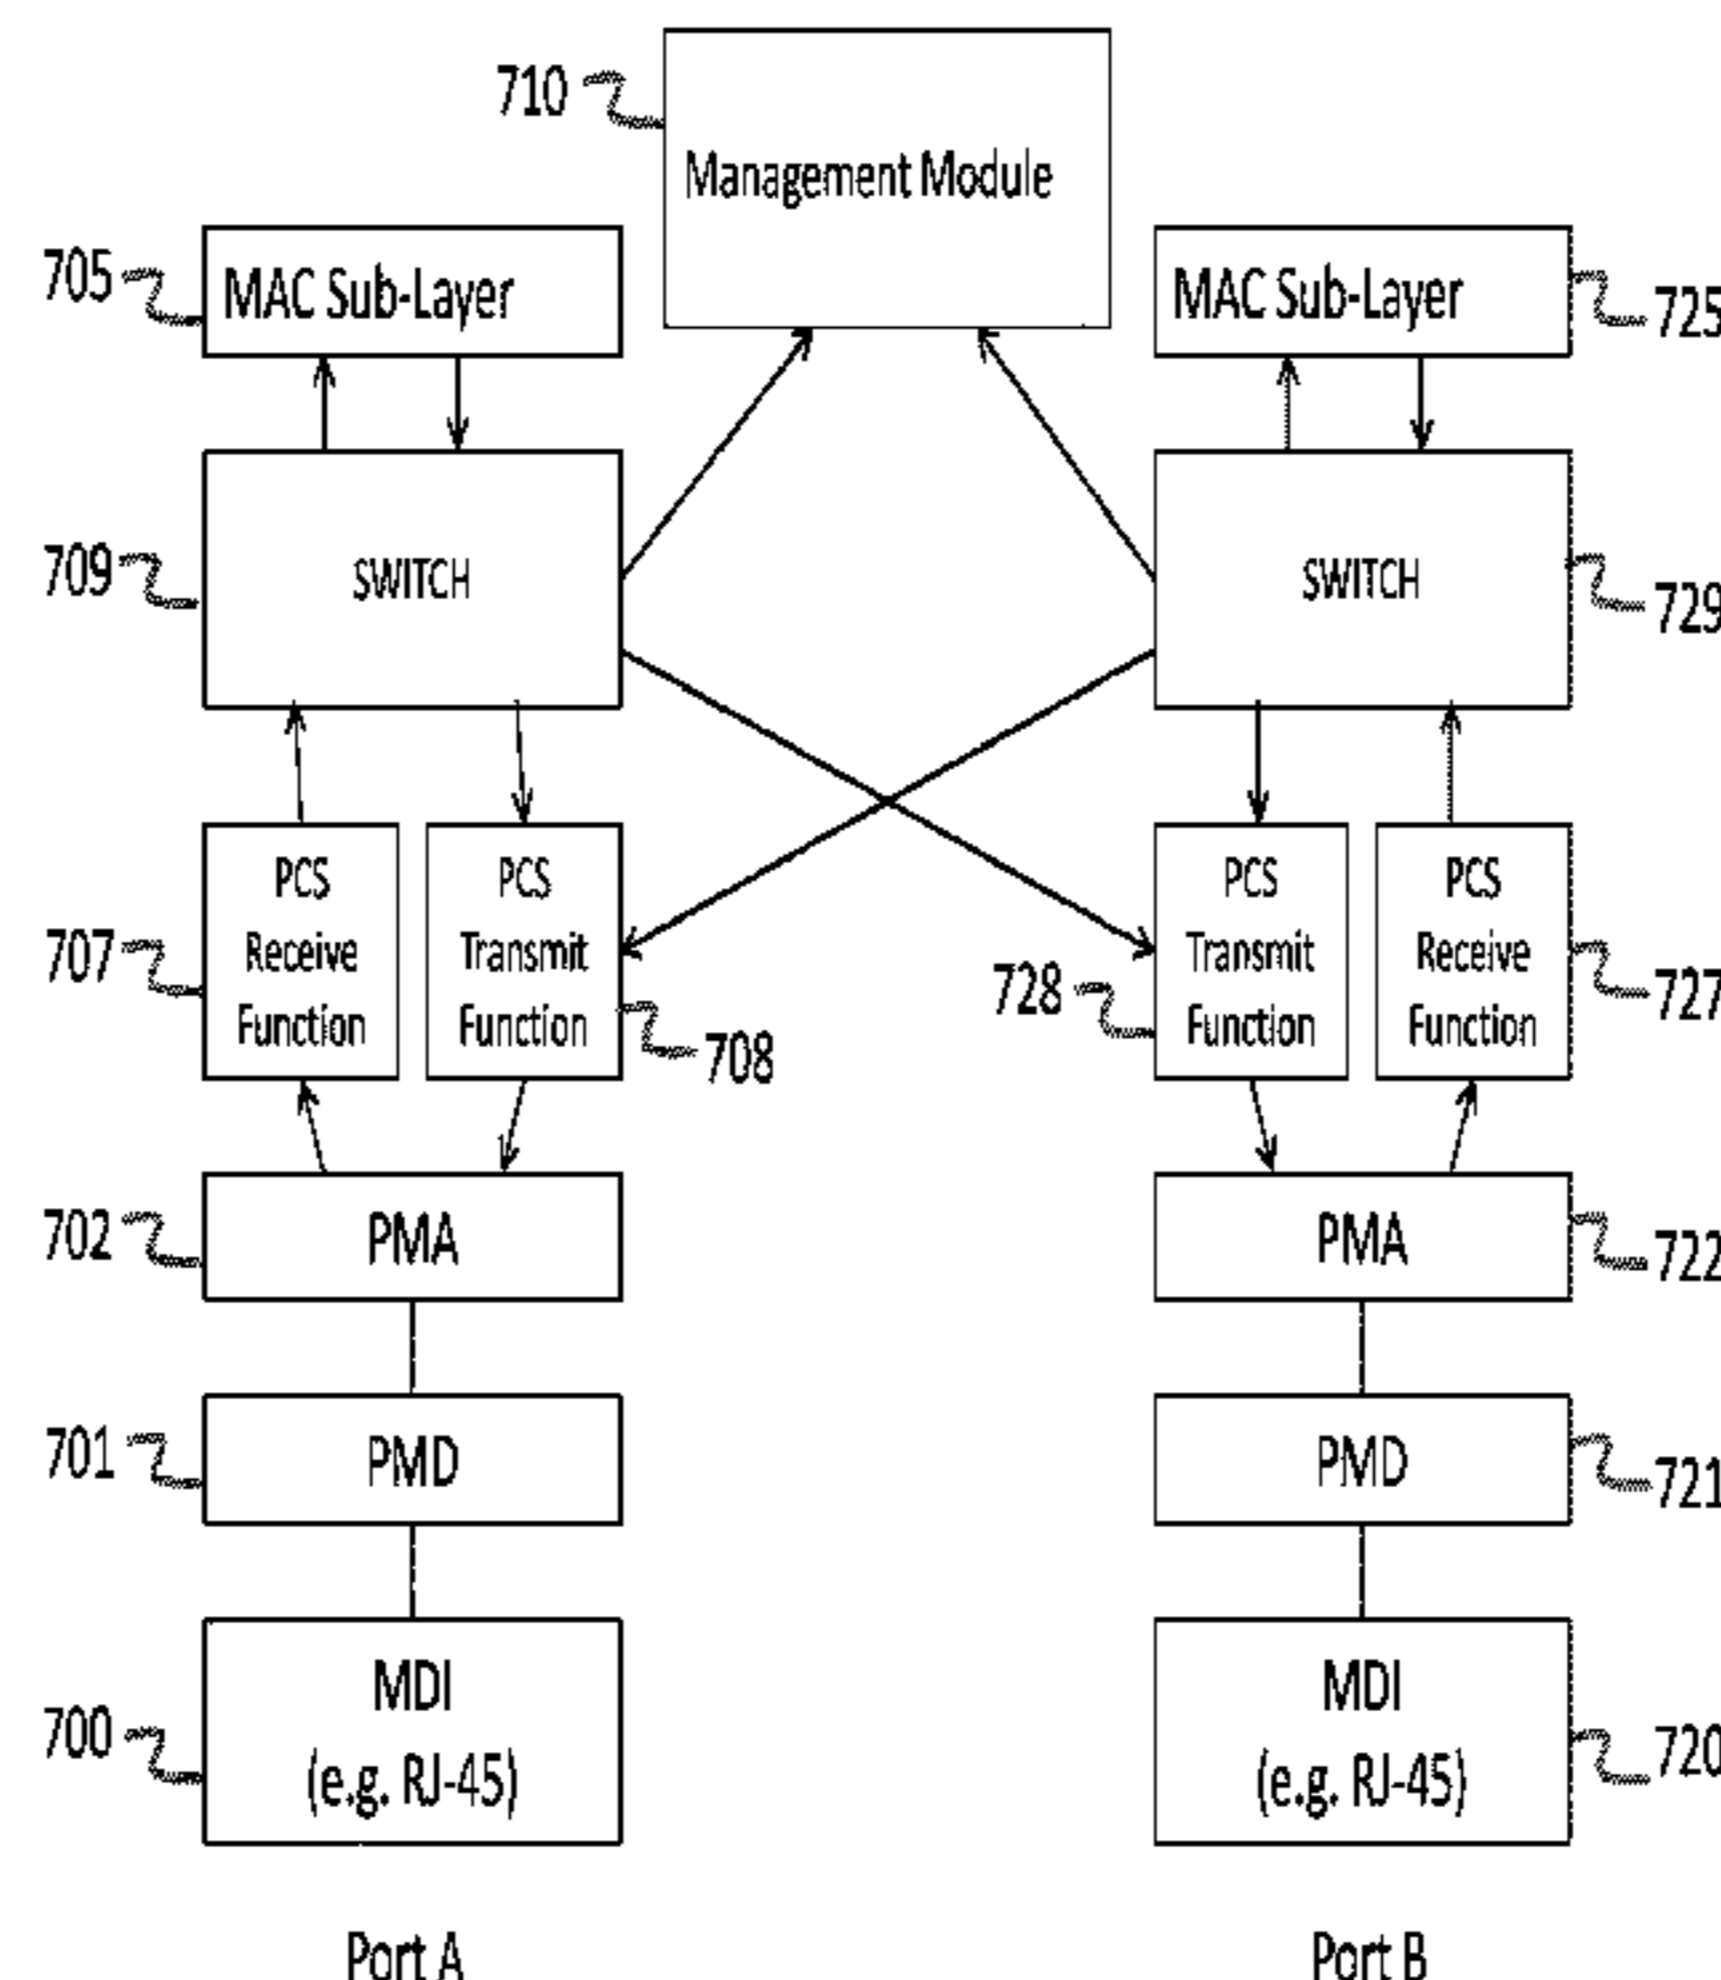 710
Management Module
705
MAC Sub-Layer
MAC Sub-Layer
725
709
SWITCH
SWITCH
729
707
PCS
Receive
Function
PCS
Transmit
Function
708
728
PCS
Transmit
Function
PCS
Receive
Function
727
702
PMA
PMA
722
701
PMD
PMD
721
700
MDI
(e.g. RJ-45)
MDI
(e.g. RJ-45)
720
Port A
Port B